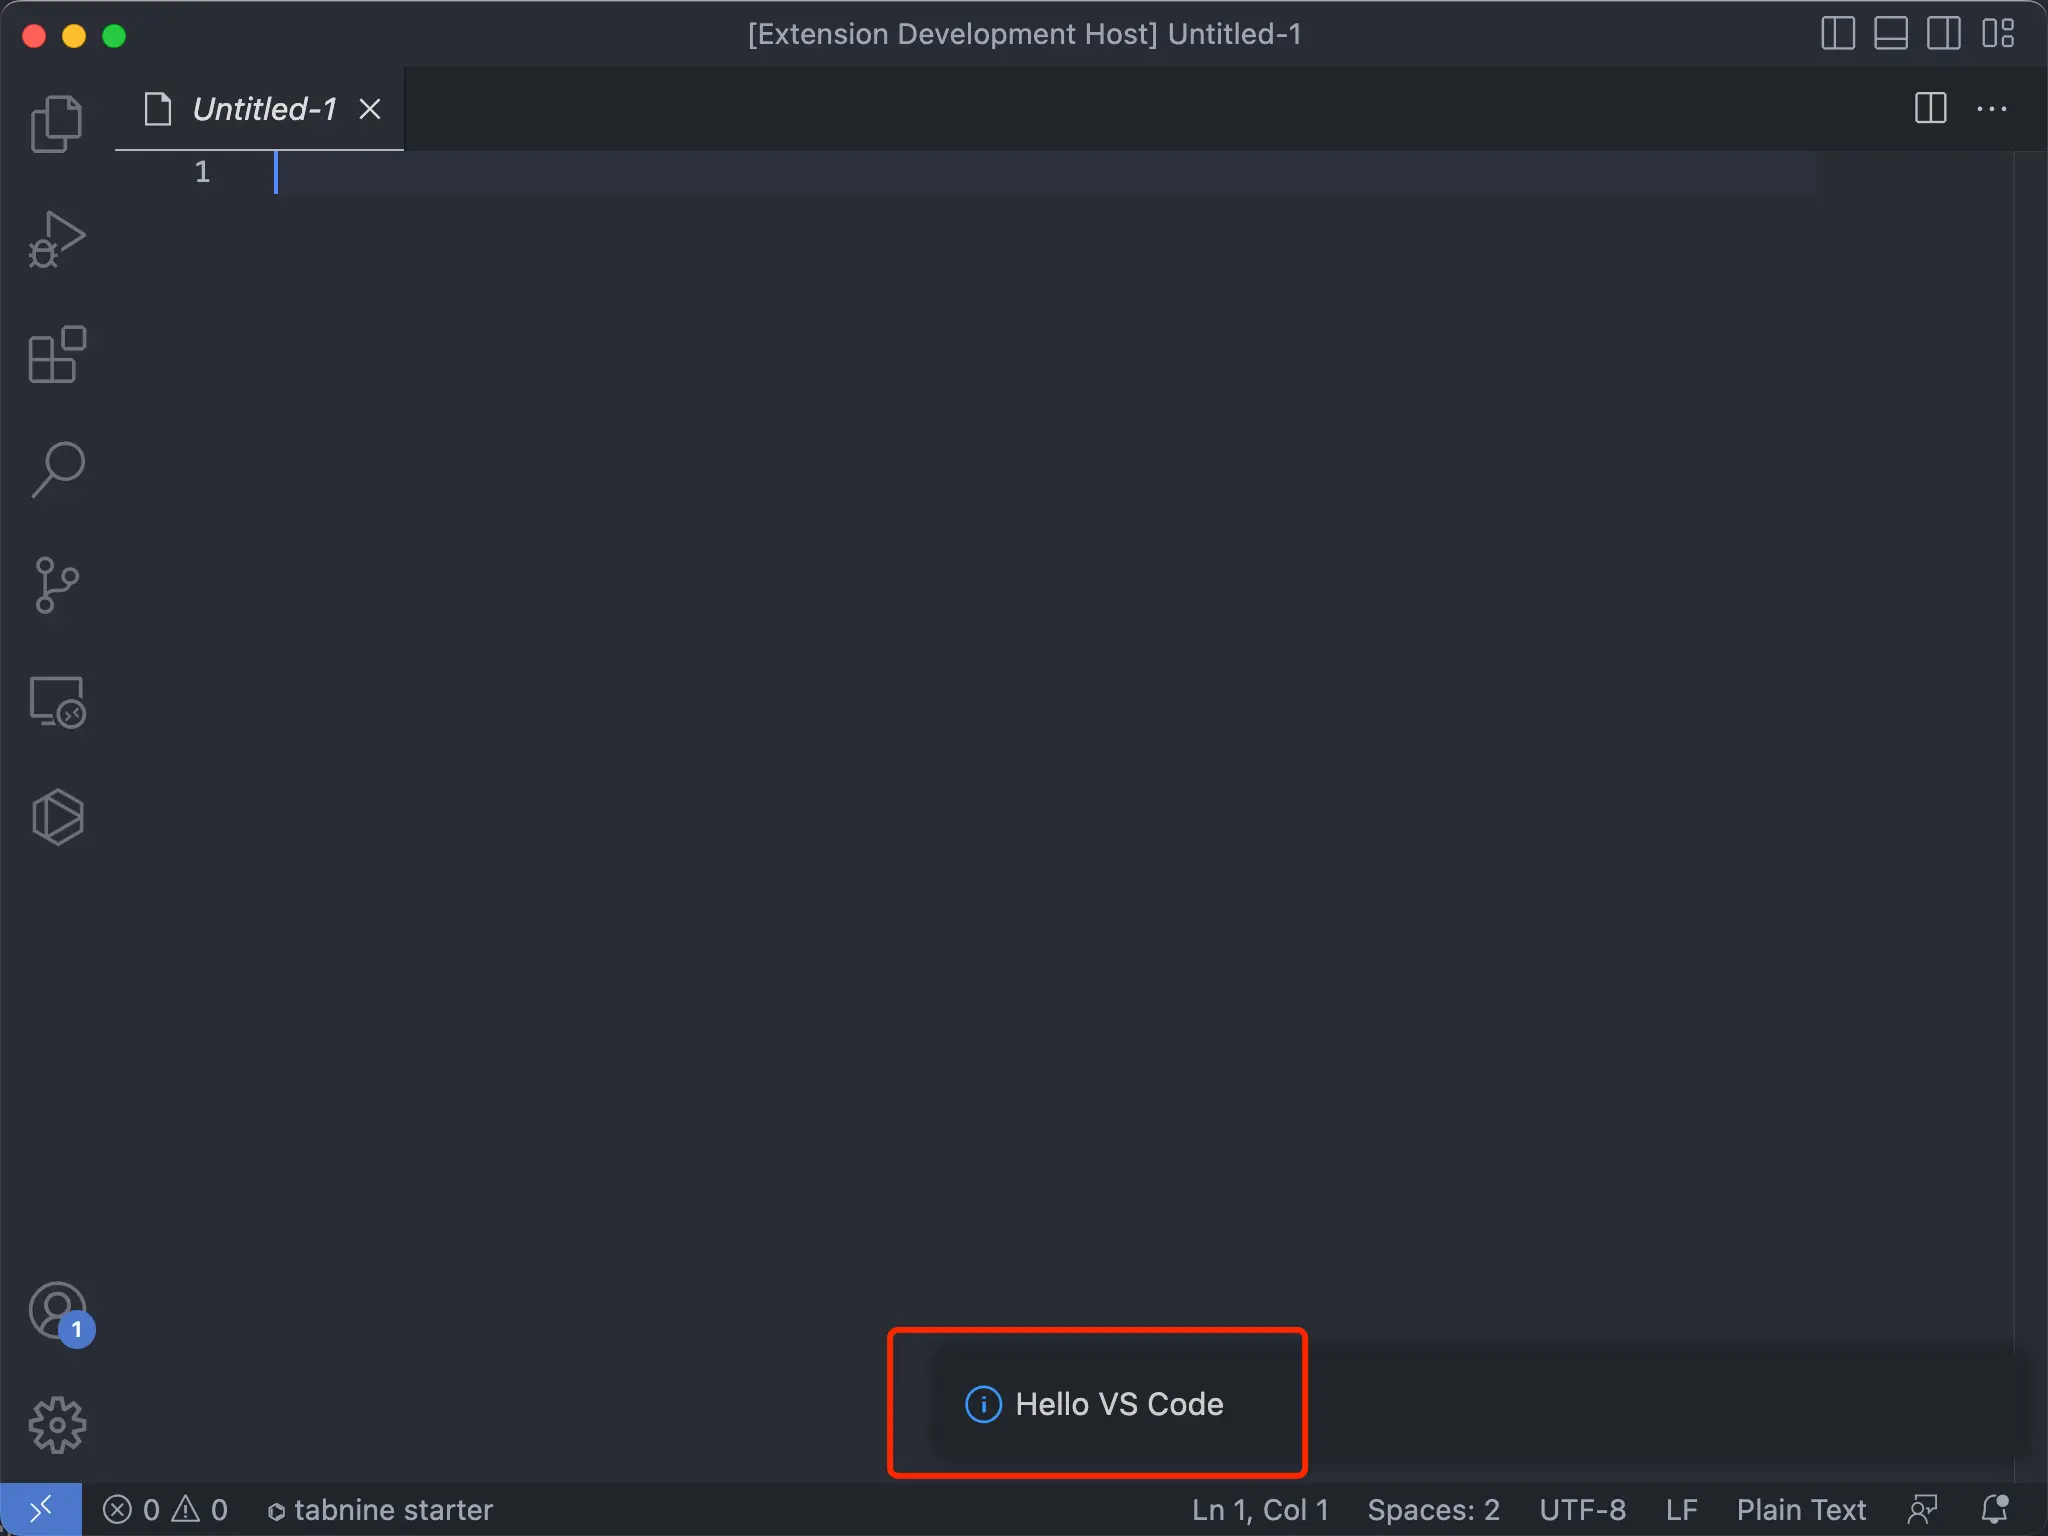 [Extension Development Host] Untitled-1
Untitled-1
1
1
Hello VS Code
0 0 tabnine starter Ln 1, Col 1 Spaces: 2 UTF-8 LF Plain Text